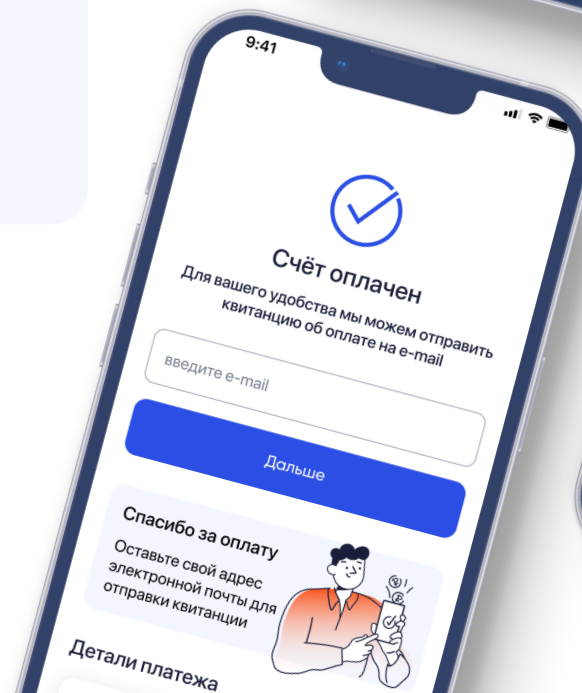 9:41
Счёт оплачен
Для вашего удобства мы можем отправить
квитанцию об оплате на e-mail
введите e-mail
Дальше
Спасибо за оплату
Оставьте свой адрес
электронной почты для
отправки квитанции
Детали платежа